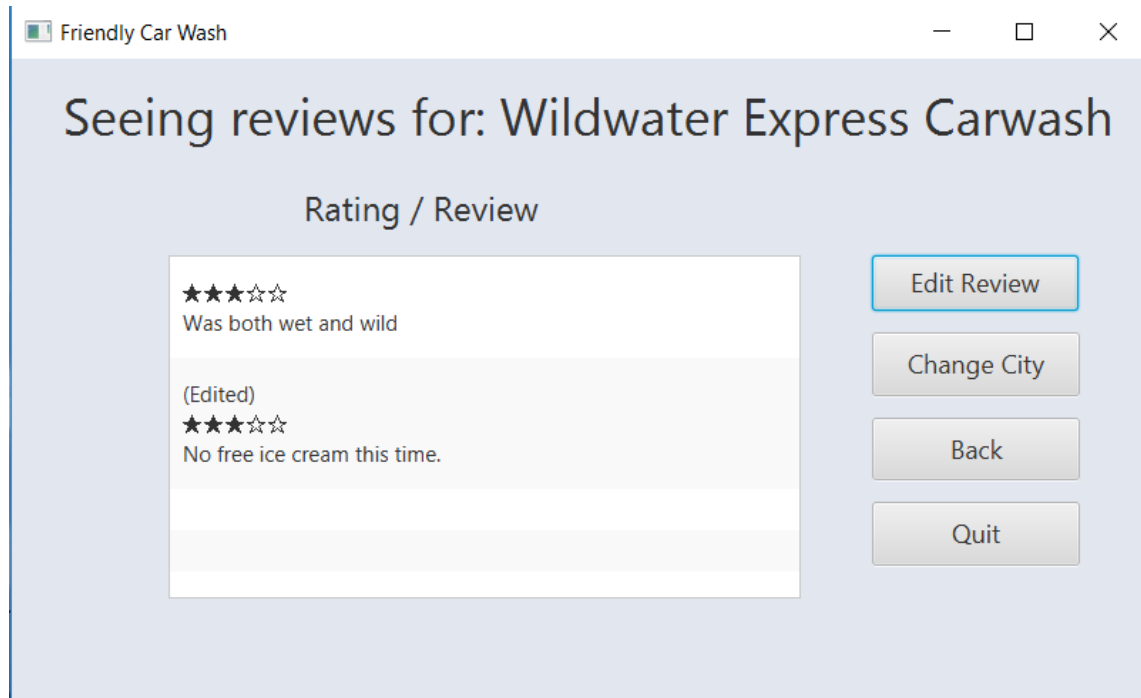 Friendly Car Wash
Seeing reviews for: Wildwater Express Carwash
Rating / Review
★★★☆☆
Was both wet and wild
(Edited)
★★★☆☆
No free ice cream this time.
Edit Review
Change City
Back
Quit